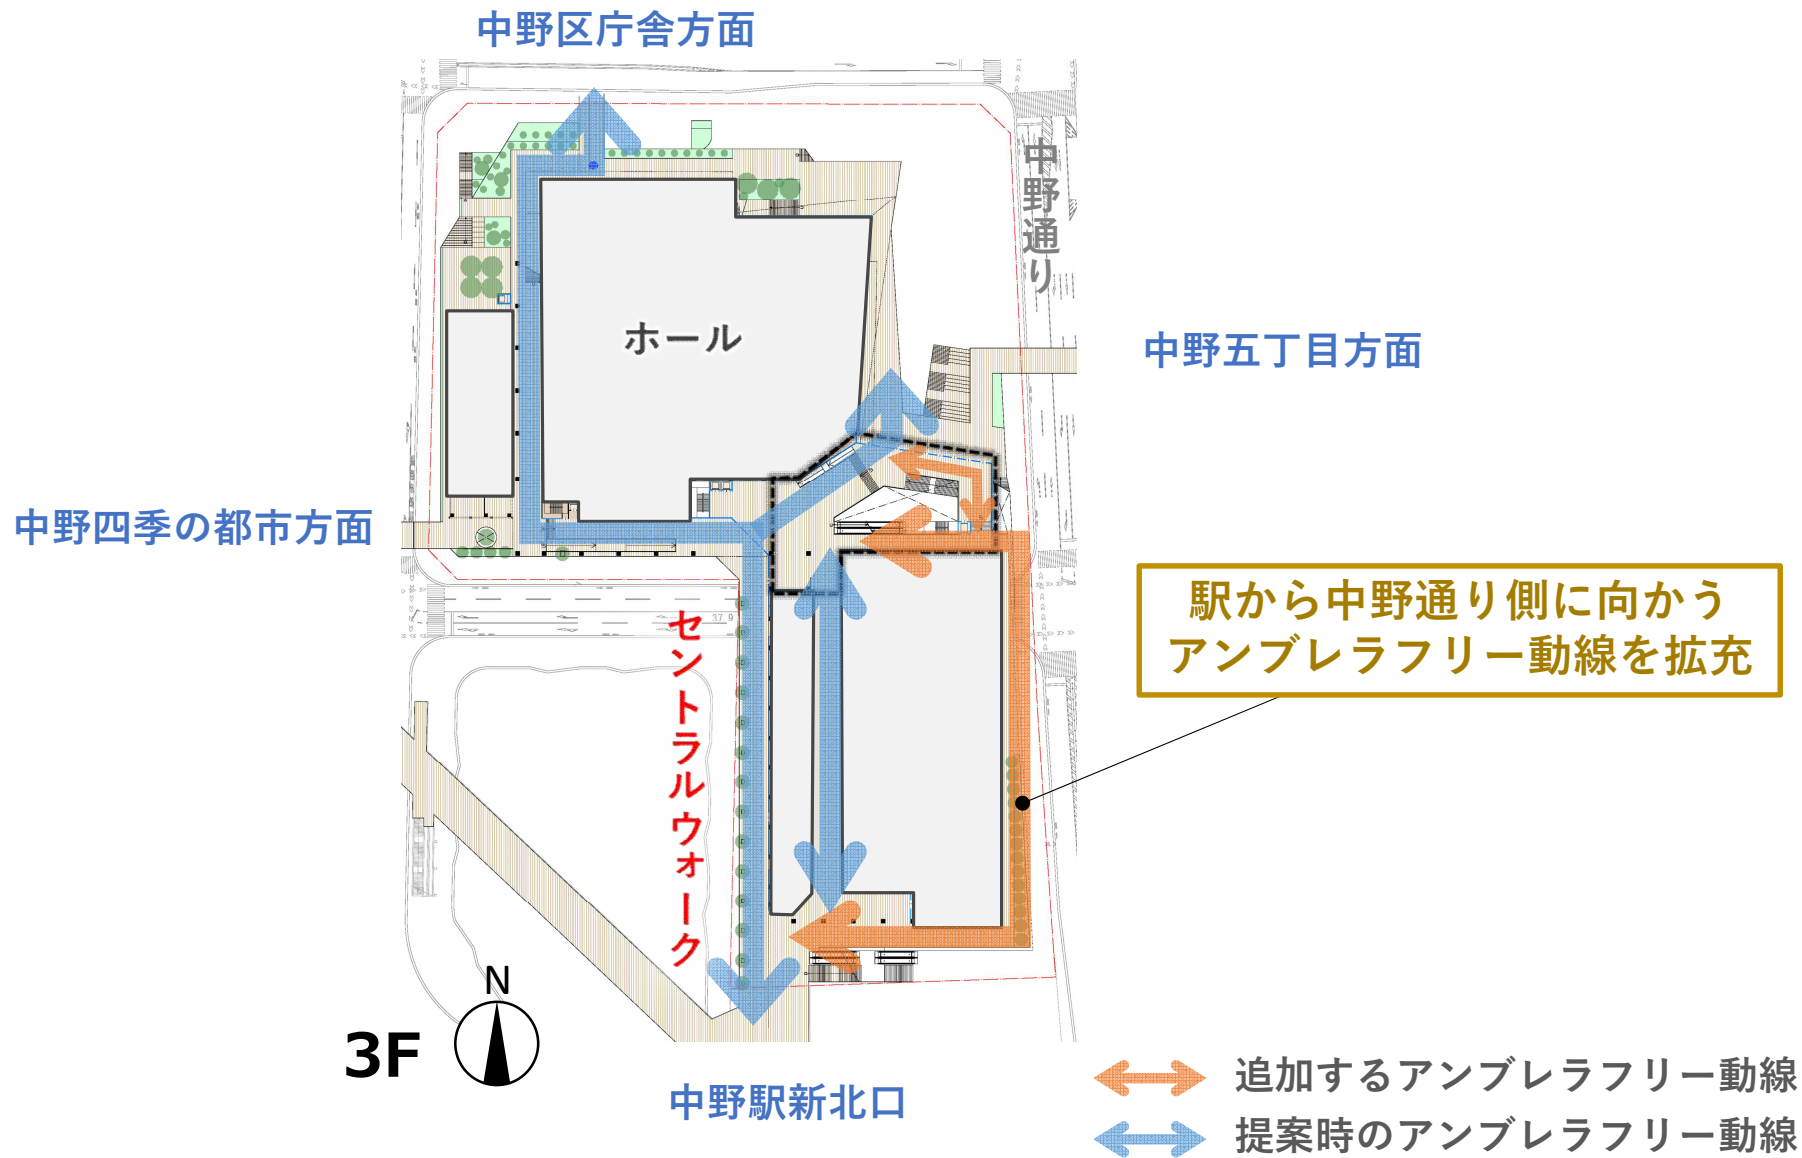 中野区庁舎方面
中野通り
ホール
中野五丁目方面
中野四季の都市方面
駅から中野通り側に向かう
アンブレラフリー動線を拡充
37.9
セントラルウォーク
N
3F
中野駅新北口
追加するアンブレラフリー動線
提案時のアンブレラフリー動線